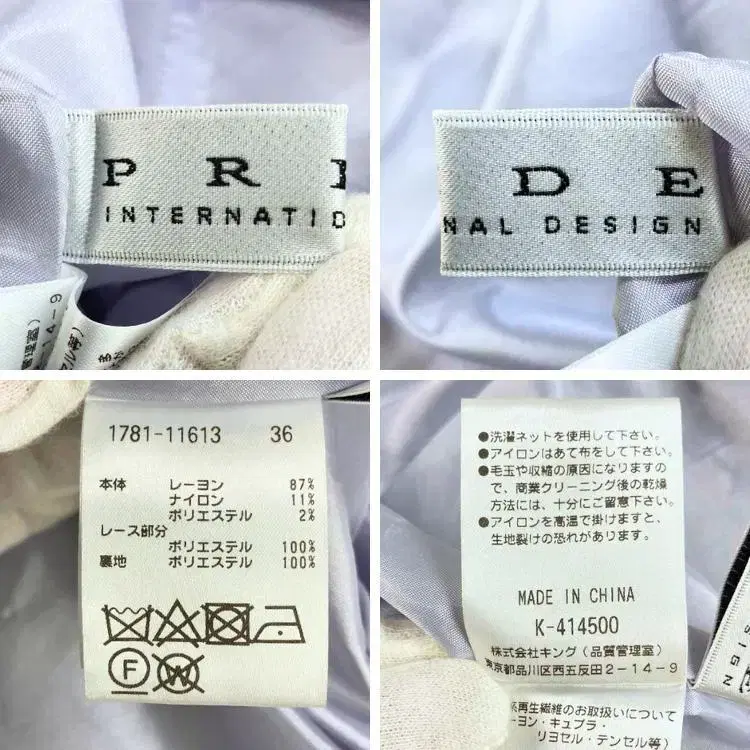 P R
INTERNATIO
D E
NAL DESIGN
1781-11613 36
本体 レーヨン 87%
ナイロン 11%
ポリエステル 2%
レース部分
ポリエステル 100%
裏地 ポリエステル 100%
F W
●洗濯ネットを使用して下さい。
●アイロンはあて布をして下さい。
●毛玉や収縮の原因になりますの
で、商業クリーニング後の乾燥
方法には、十分にご留意下さい。
●アイロンを高温で掛けますと、
生地裂けの恐れがあります。
MADE IN CHINA
K-414500
株式会社キング(品質管理室)
東京都品川区西五反田2-14-9
系再生繊維のお取扱いについて
ーヨン・キュプラ・
リヨセル・テンセル等)